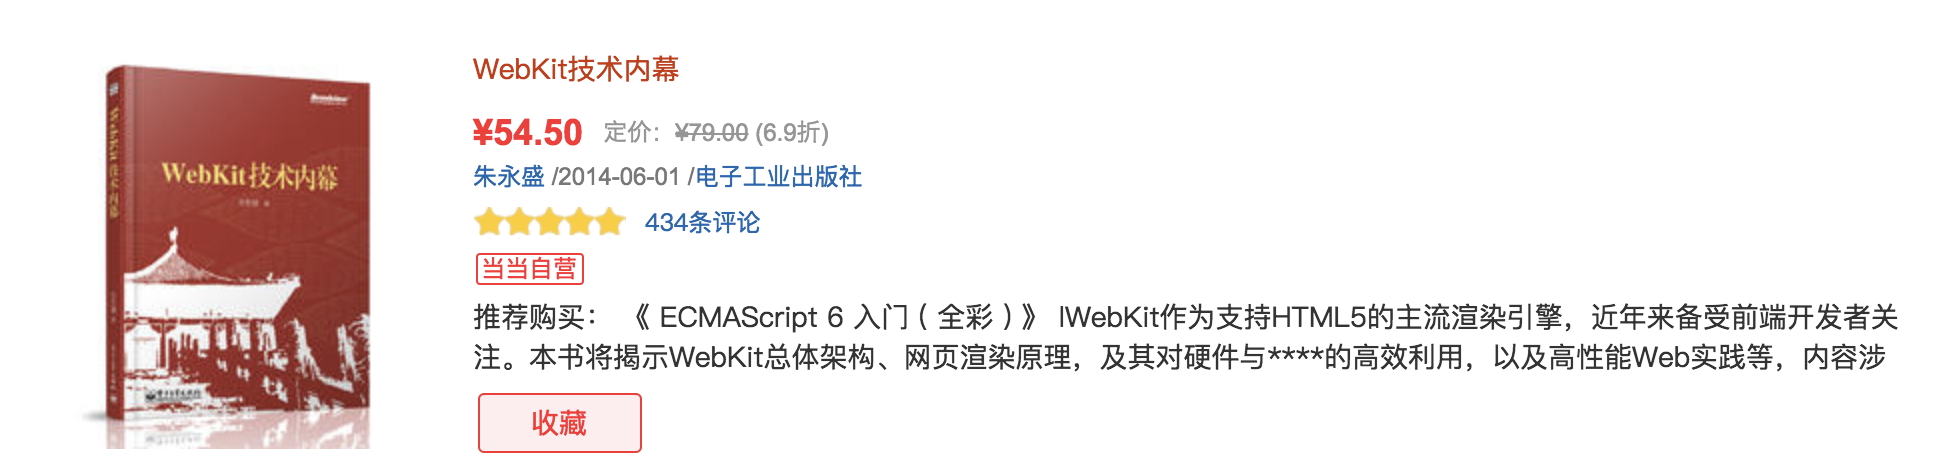 WebKit技术内幕
¥54.50 定价：¥79.00 (6.9折)
朱永盛 /2014-06-01 /电子工业出版社
434条评论
当当自营
推荐购买： 《 ECMAScript 6 入门（全彩）》 |WebKit作为支持HTML5的主流渲染引擎，近年来备受前端开发者关
注。本书将揭示WebKit总体架构、网页渲染原理，及其对硬件与****的高效利用，以及高性能Web实践等，内容涉
收藏
WebKit技术内幕
WebKit技术内幕